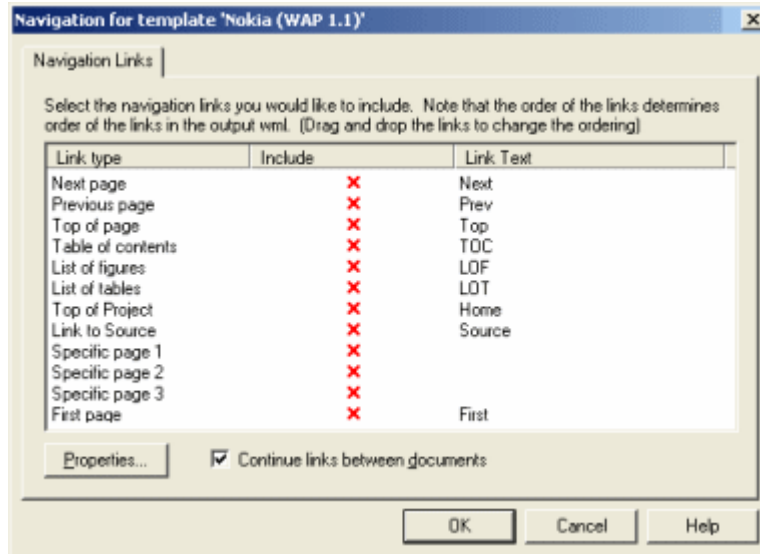 Navigation for template 'Nokia (WAP 1.1)'
Navigation Links
Select the navigation links you would like to include. Note that the order of the links determines
order of the links in the output wml. (Drag and drop the links to change the ordering)
Link type Include Link Text
Next page Next
Previous page Prev
Top of page Top
Table of contents TOC
List of figures LOF
List of tables LOT
Top of Project Home
Link to Source Source
Specific page 1
Specific page 2
Specific page 3
First page First
Properties... Continue links between documents
OK Cancel Help